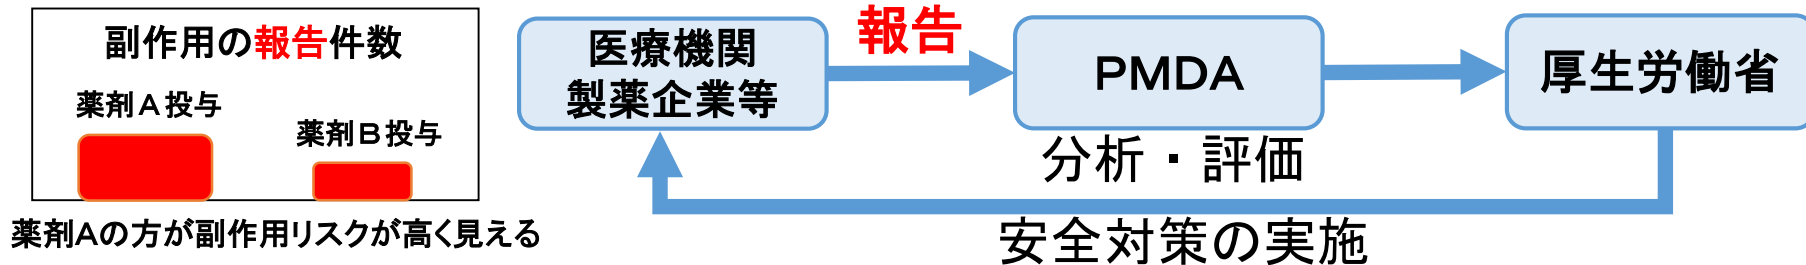 副作用の報告件数
薬剤A投与
薬剤B投与
薬剤Aの方が副作用リスクが高く見える
医療機関
製薬企業等
報告
PMDA
分析・評価
厚生労働省
安全対策の実施